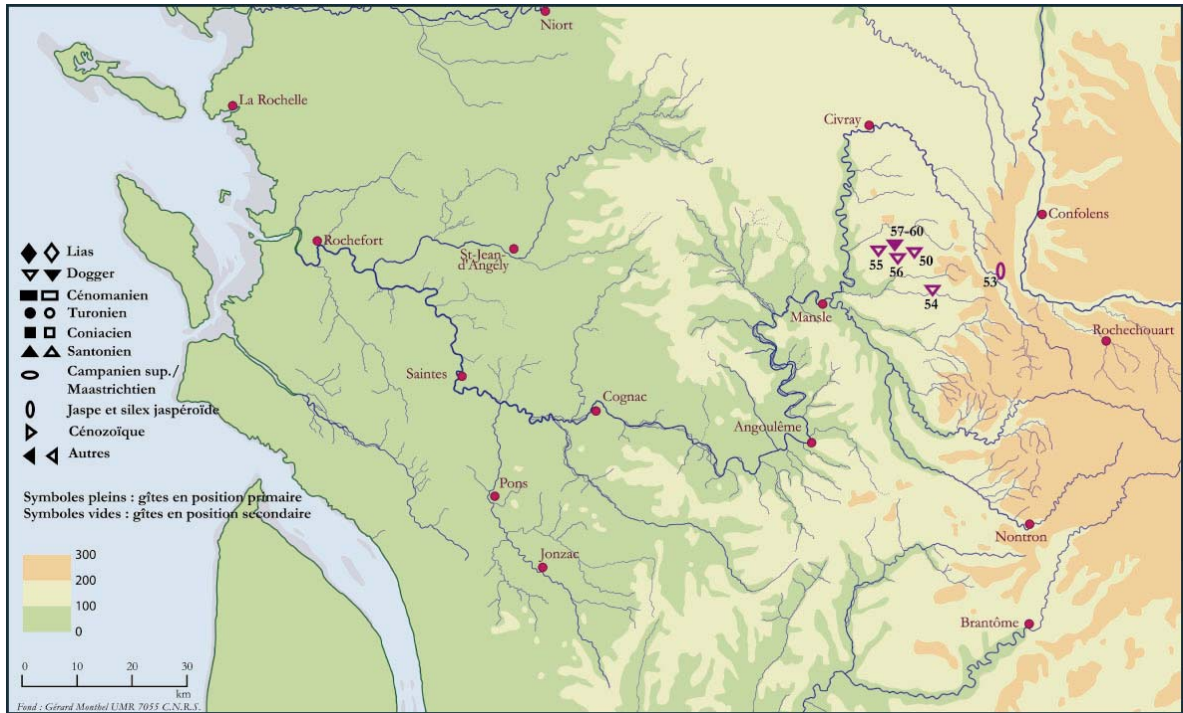 Niort
La Rochelle
Civray
Confolens
57-60
55
56
50
53
54
Rochefort
St-Jean-
d'Angely
Mansle
Rochechouart
Saintes
Cognac
Angoulême
Pons
Nontron
Jonzac
Brantôme
Lias
Dogger
Cénomanien
Turonien
Coniacien
Santonien
Campanien sup./
Maastrichtien
Jaspe et silex jaspéroïde
Cénozoïque
Autres
Symboles pleins : gîtes en position primaire
Symboles vides : gîtes en position secondaire
300
200
100
0
0 10 20 30
km
Fond : Gérard Monthel UMR 7055 C.N.R.S.